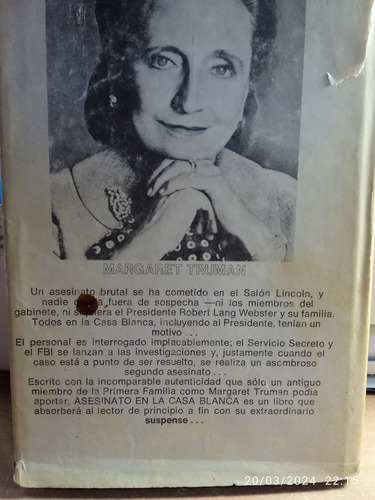 MARGARET TRUMAN
Un asesinato brutal se ha cometido en el Salón Lincoln, y
nadie fuera de sospecha —ni los miembros del
gabinete, ni siquiera el Presidente Robert Lang Webster y su familia.
Todos en la Casa Blanca, incluyendo al Presidente, tenían un
motivo ...
El personal es interrogado implacablemente; el Servicio Secreto y
el FBI se lanzan a las investigaciones y, justamente cuando el
caso está a punto de ser resuelto, se realiza un asombroso
segundo asesinato ...
Escrito con la incomparable autenticidad que sólo un antiguo
miembro de la Primera Familia como Margaret Truman podía
aportar, ASESINATO EN LA CASA BLANCA es un libro que
absorberá al lector de principio a fin con su extraordinario
suspense ...
20/03/2024 22:15